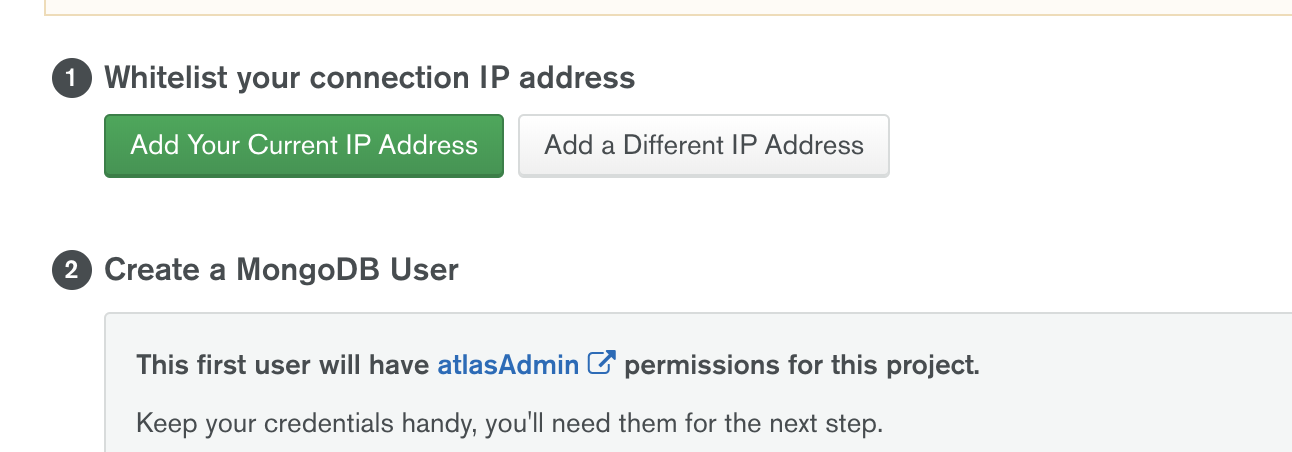 1 Whitelist your connection IP address
Add Your Current IP Address Add a Different IP Address
2 Create a MongoDB User
This first user will have atlasAdmin permissions for this project.
Keep your credentials handy, you'll need them for the next step.